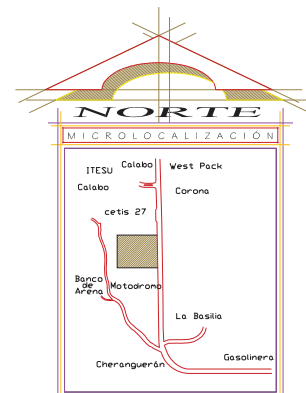 NORTE
MICROLOCALIZACIÓN
Calabo
ITESU
West Pack
Calabo
Corona
cetis 27
Banco
de
Arena
Motodromo
La Basilia
Gasolinera
Cheranguerán